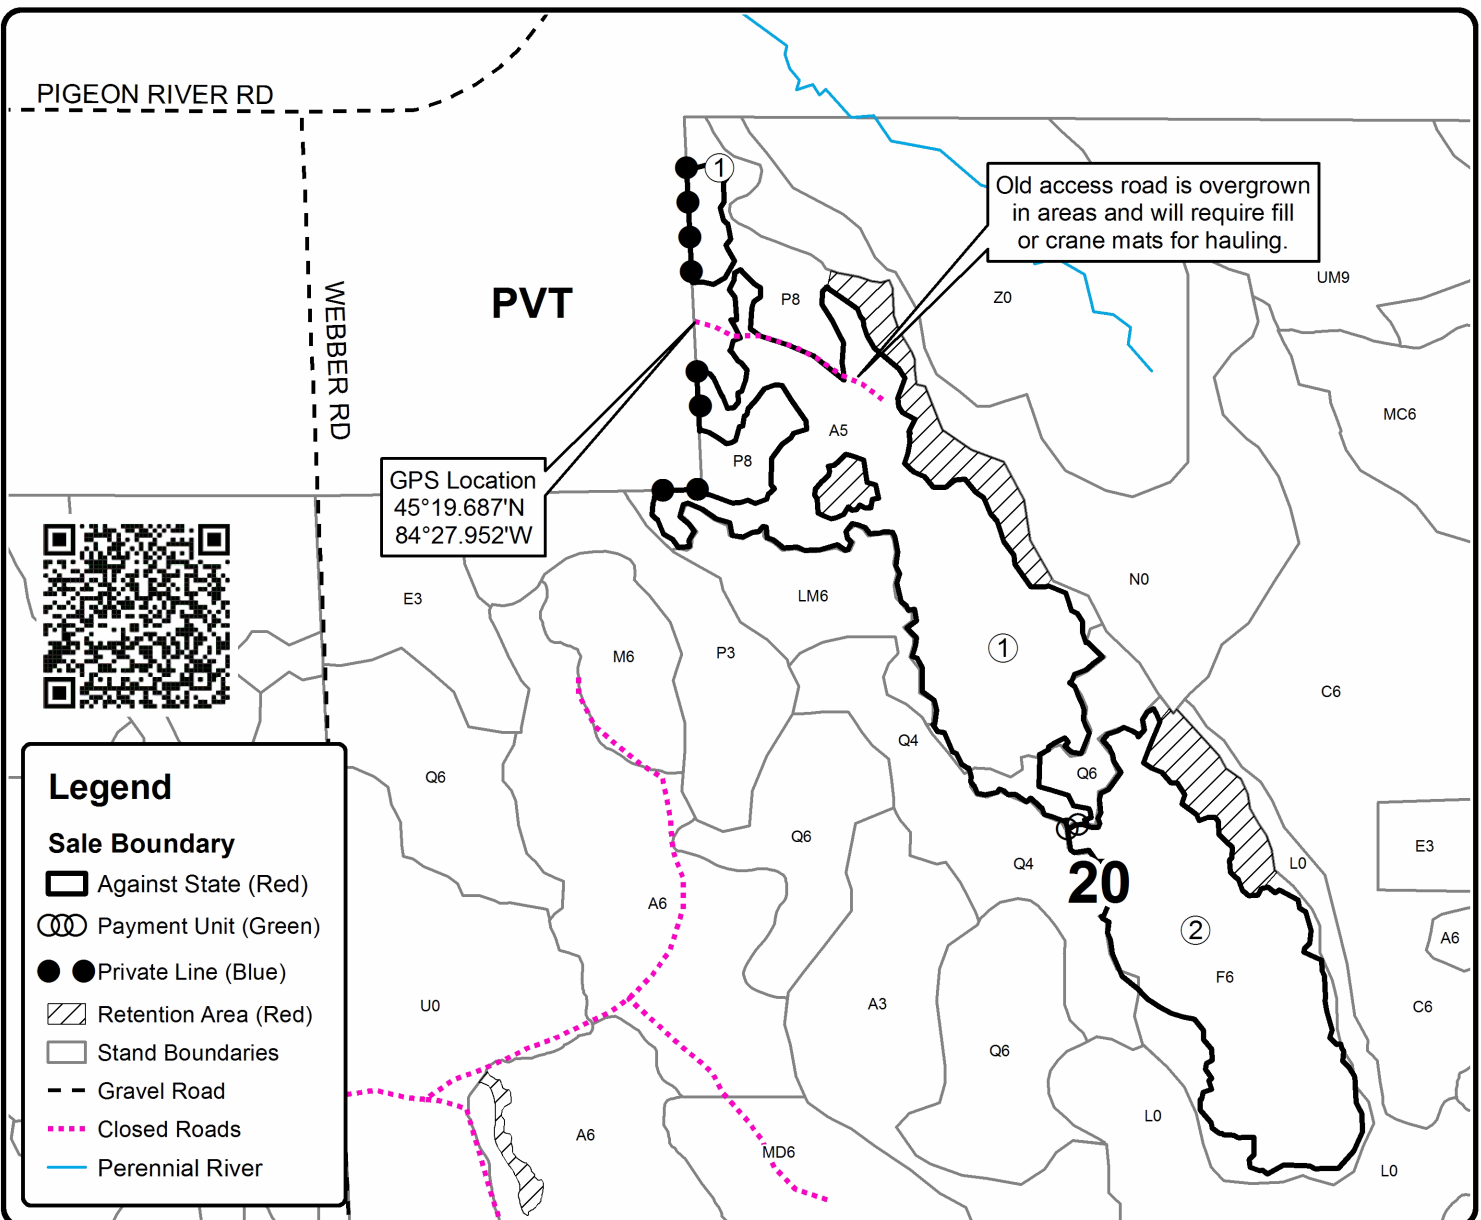 PIGEON RIVER RD
WEBBER RD
PVT
1
Old access road is overgrown
in areas and will require fill
or crane mats for hauling.
UM9
Z0
P8
MC6
A5
P8
GPS Location
45°19.687'N
84°27.952'W
N0
E3
LM6
M6
P3
1
C6
Q4
Q6
Q6
Q6
E3
Q4
L0
20
A6
2
A6
F6
U0
A3
C6
Q6
L0
A6
MD6
L0
Legend
Sale Boundary
Against State (Red)
Payment Unit (Green)
Private Line (Blue)
Retention Area (Red)
Stand Boundaries
Gravel Road
Closed Roads
Perennial River